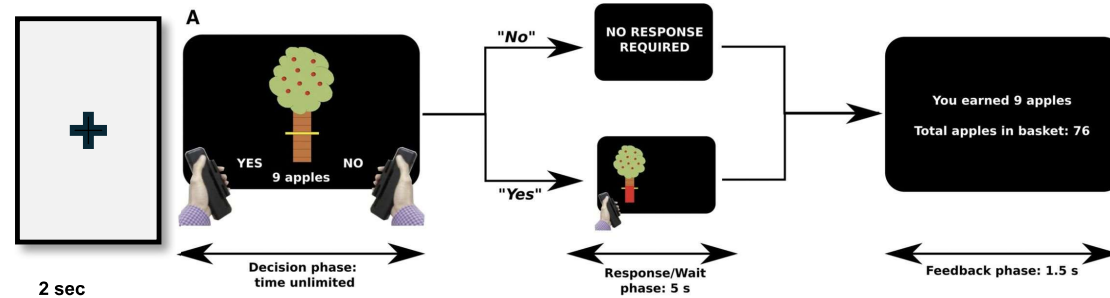 A
"No"
NO RESPONSE
REQUIRED
YES
NO
9 apples
"Yes"
You earned 9 apples
Total apples in basket: 76
Decision phase:
time unlimited
Response/Wait
phase: 5 s
Feedback phase: 1.5 s
2 sec